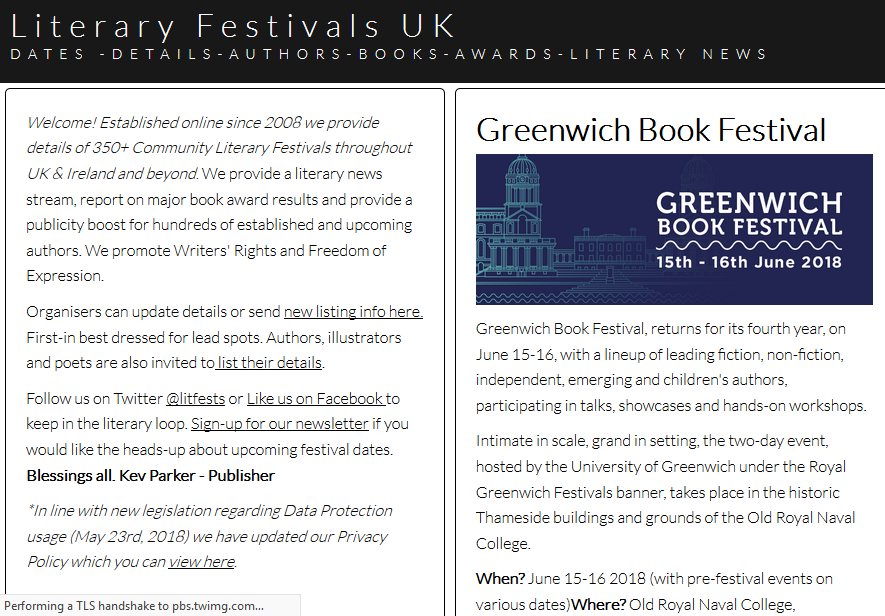 Literary Festivals UK
DATES -DETAILS-AUTHORS-BOOKS-AWARDS-LITERARY NEWS
Welcome! Established online since 2008 we provide
details of 350+ Community Literary Festivals throughout
UK & Ireland and beyond. We provide a literary news
stream, report on major book award results and provide a
publicity boost for hundreds of established and upcoming
authors. We promote Writers' Rights and Freedom of
Expression.
Organisers can update details or send new listing info here.
First-in best dressed for lead spots. Authors, illustrators
and poets are also invited to list their details.
Follow us on Twitter @litfests or Like us on Facebook to
keep in the literary loop. Sign-up for our newsletter if you
would like the heads-up about upcoming festival dates.
Blessings all. Kev Parker - Publisher
*In line with new legislation regarding Data Protection
usage (May 23rd, 2018) we have updated our Privacy
Policy which you can view here.
Performing a TLS handshake to pbs.twimg.com...
Greenwich Book Festival
GREENWICH
BOOK FESTIVAL
15th - 16th June 2018
Greenwich Book Festival, returns for its fourth year, on
June 15-16, with a lineup of leading fiction, non-fiction,
independent, emerging and children's authors,
participating in talks, showcases and hands-on workshops.
Intimate in scale, grand in setting, the two-day event,
hosted by the University of Greenwich under the Royal
Greenwich Festivals banner, takes place in the historic
Thameside buildings and grounds of the Old Royal Naval
College.
When? June 15-16 2018 (with pre-festival events on
various dates)Where? Old Royal Naval College,